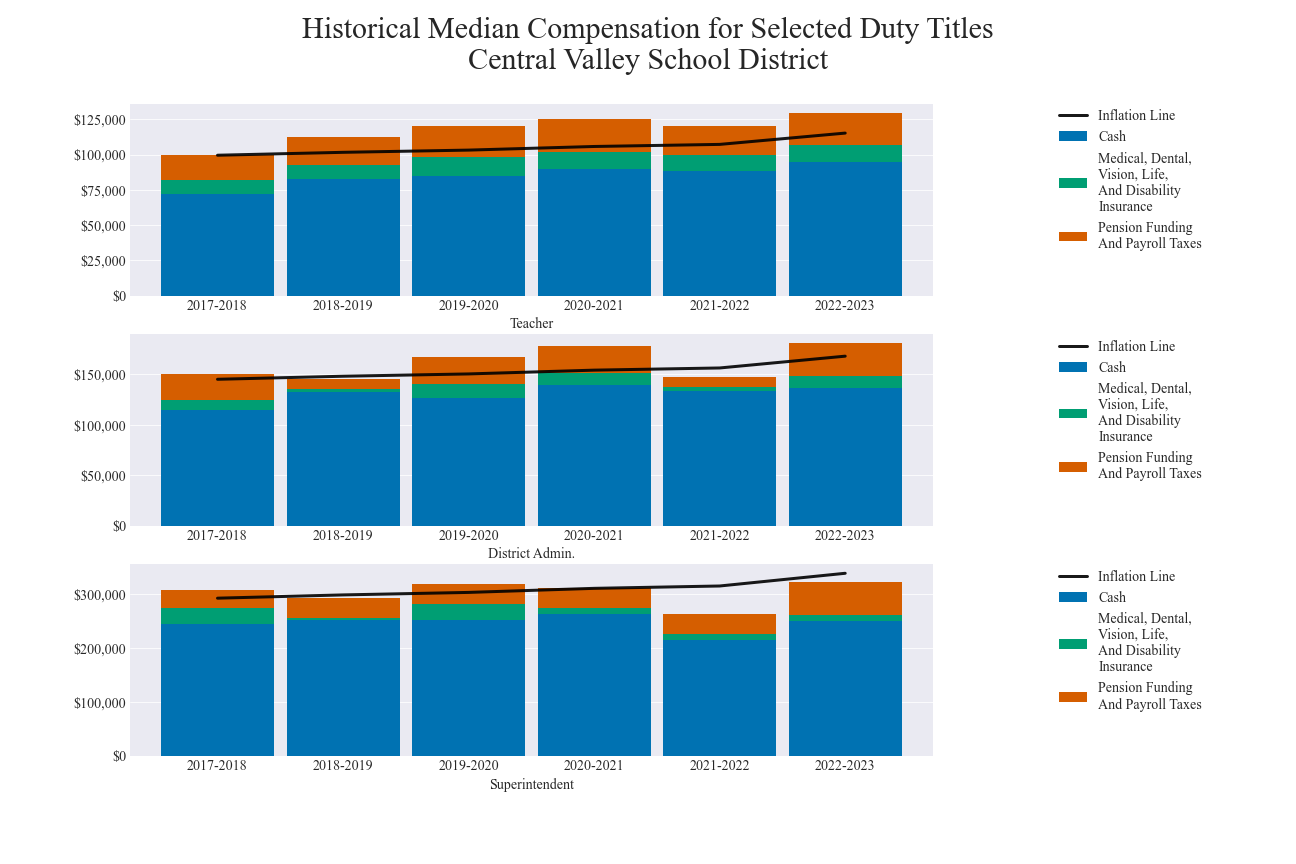 Historical Median Compensation for Selected Duty Titles
Central Valley School District
$125,000
$100,000
$75,000
$50,000
$25,000
$0
2017-2018 2018-2019 2019-2020 2020-2021 2021-2022 2022-2023
Teacher
Inflation Line
Cash
Medical, Dental,
Vision, Life,
And Disability
Insurance
Pension Funding
And Payroll Taxes
$150,000
$100,000
$50,000
$0
2017-2018 2018-2019 2019-2020 2020-2021 2021-2022 2022-2023
District Admin.
Inflation Line
Cash
Medical, Dental,
Vision, Life,
And Disability
Insurance
Pension Funding
And Payroll Taxes
$300,000
$200,000
$100,000
$0
2017-2018 2018-2019 2019-2020 2020-2021 2021-2022 2022-2023
Superintendent
Inflation Line
Cash
Medical, Dental,
Vision, Life,
And Disability
Insurance
Pension Funding
And Payroll Taxes